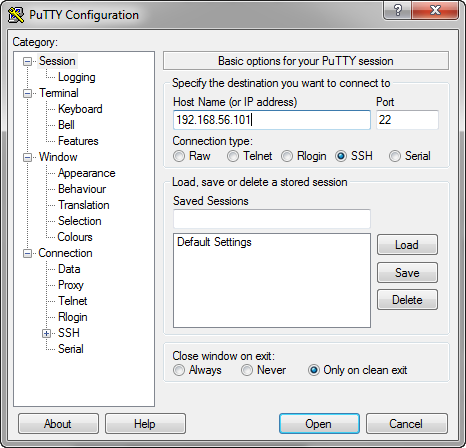 PuTTY Configuration
?
Category:
Session
Logging
Terminal
Keyboard
Bell
Features
Window
Appearance
Behaviour
Translation
Selection
Colours
Connection
Data
Proxy
Telnet
Rlogin
SSH
Serial
Basic options for your PuTTY session
Specify the destination you want to connect to
Host Name (or IP address) Port
192.168.56.101 22
Connection type:
Raw Telnet Rlogin SSH Serial
Load, save or delete a stored session
Saved Sessions
Default Settings
Load
Save
Delete
Close window on exit:
Always Never Only on clean exit
About Help Open Cancel